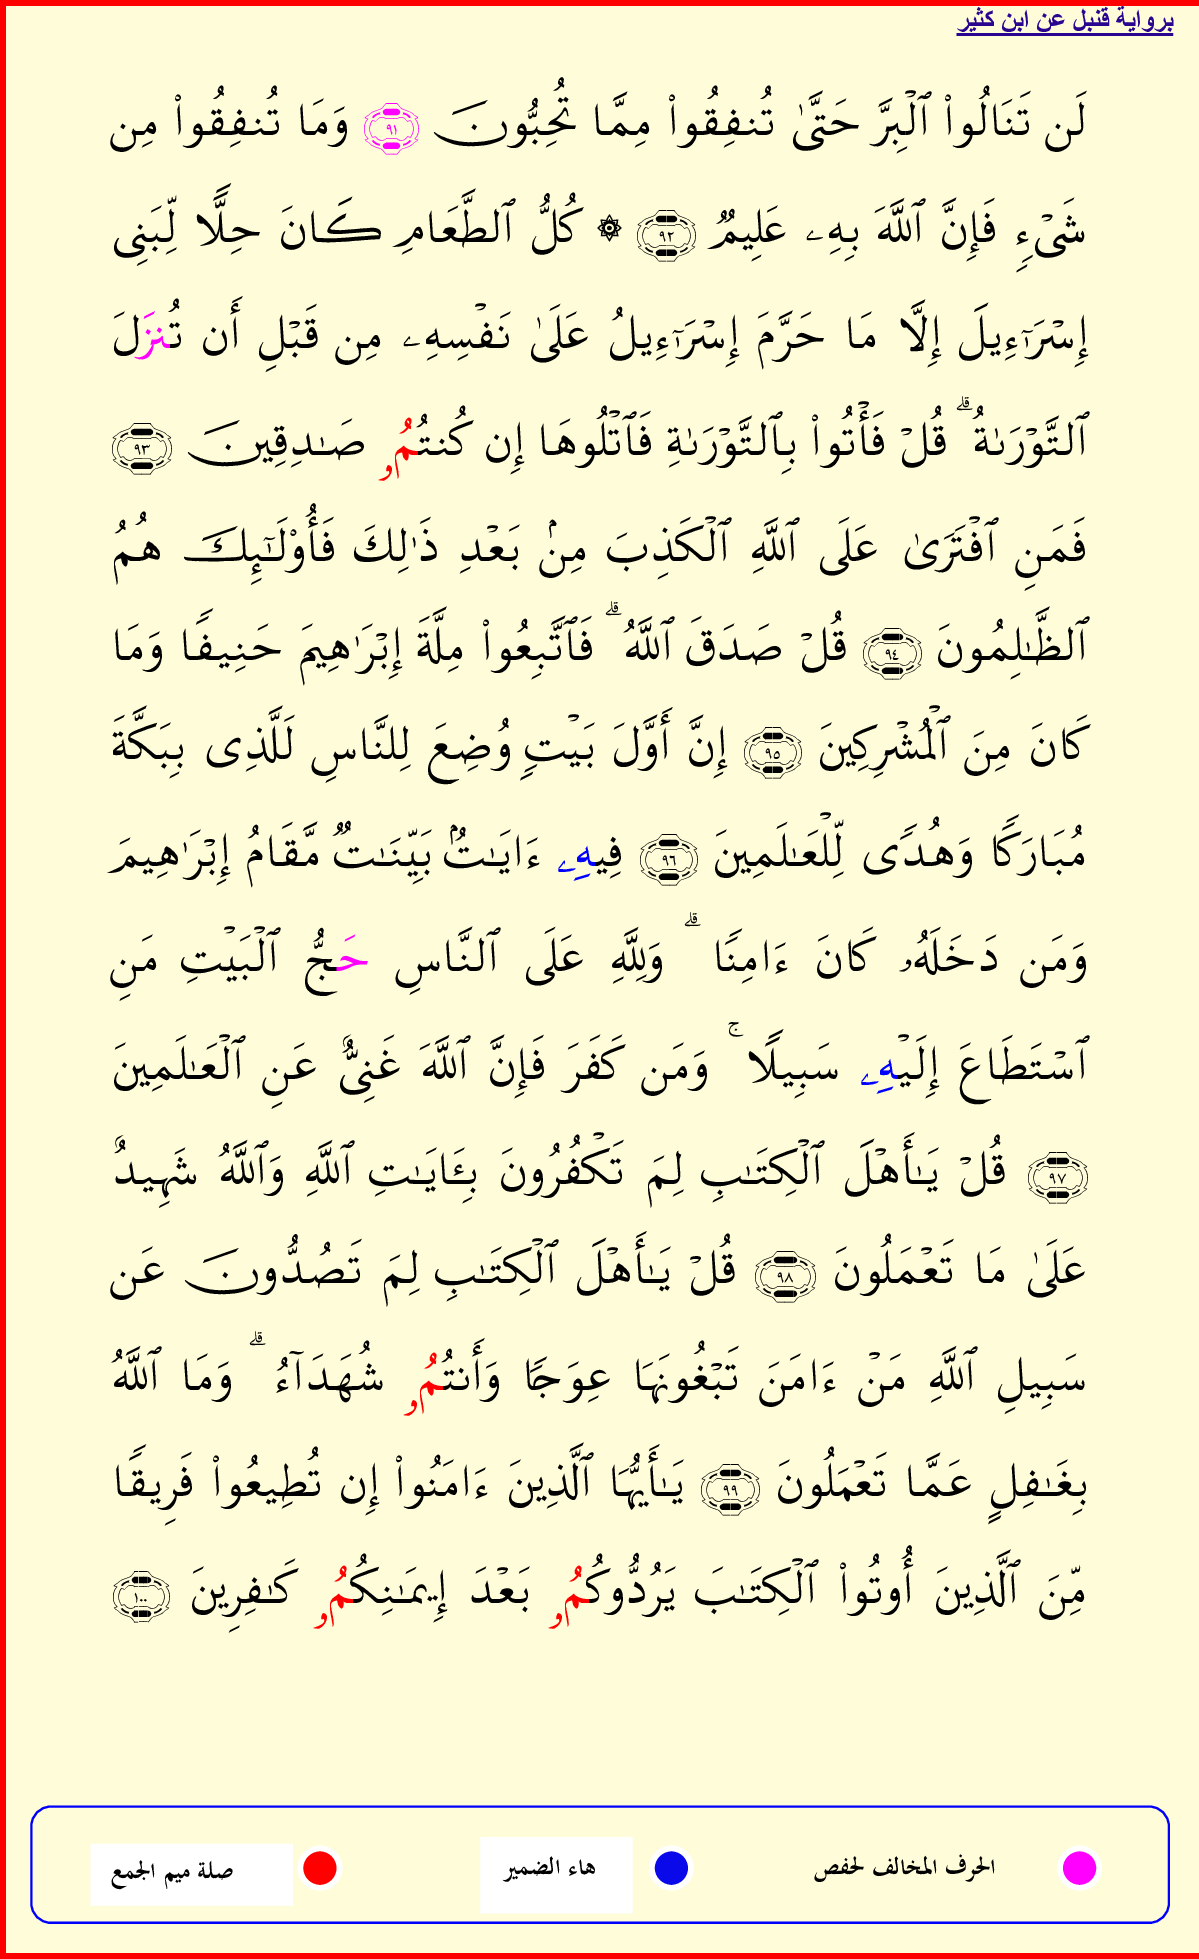 برواية قنبل عن ابن كثير
لَن تَنَالُوا۟ ٱلْبِرَّ حَتَّىٰ تُنفِقُوا۟ مِمَّا تُحِبُّونَ ٩١ وَمَا تُنفِقُوا۟ مِن
شَىْءٍ فَإِنَّ ٱللَّهَ بِهِۦ عَلِيمٌ ٩٢ ۞ كُلُّ ٱلطَّعَامِ كَانَ حِلًّا لِّبَنِى
إِسْرَٰٓءِيلَ إِلَّا مَا حَرَّمَ إِسْرَٰٓءِيلُ عَلَىٰ نَفْسِهِۦ مِن قَبْلِ أَن تُنزَلَ
ٱلتَّوْرَىٰةُ ۗ قُلْ فَأْتُوا۟ بِٱلتَّوْرَىٰةِ فَٱتْلُوهَا إِن كُنتُمُۥ صَـٰدِقِينَ ٩٣
فَمَنِ ٱفْتَرَىٰ عَلَى ٱللَّهِ ٱلْكَذِبَ مِنۢ بَعْدِ ذَٰلِكَ فَأُو۟لَـٰٓئِكَ هُمُ
ٱلظَّـٰلِمُونَ ٩٤ قُلْ صَدَقَ ٱللَّهُ ۗ فَٱتَّبِعُوا۟ مِلَّةَ إِبْرَٰهِيمَ حَنِيفًا وَمَا
كَانَ مِنَ ٱلْمُشْرِكِينَ ٩٥ إِنَّ أَوَّلَ بَيْتٍ وُضِعَ لِلنَّاسِ لَلَّذِى بِبَكَّةَ
مُبَارَكًا وَهُدًى لِّلْعَـٰلَمِينَ ٩٦ فِيهِۦ ءَايَـٰتٌۢ بَيِّنَـٰتٌ مَّقَامُ إِبْرَٰهِيمَ
وَمَن دَخَلَهُۥ كَانَ ءَامِنًا ۗ وَلِلَّهِ عَلَى ٱلنَّاسِ حَجُّ ٱلْبَيْتِ مَنِ
ٱسْتَطَاعَ إِلَيْهِۦ سَبِيلًا ۚ وَمَن كَفَرَ فَإِنَّ ٱللَّهَ غَنِىٌّ عَنِ ٱلْعَـٰلَمِينَ
٩٧ قُلْ يَـٰأَهْلَ ٱلْكِتَـٰبِ لِمَ تَكْفُرُونَ بِـَٔايَـٰتِ ٱللَّهِ وَٱللَّهُ شَهِيدٌ
عَلَىٰ مَا تَعْمَلُونَ ٩٨ قُلْ يَـٰأَهْلَ ٱلْكِتَـٰبِ لِمَ تَصُدُّونَ عَن
سَبِيلِ ٱللَّهِ مَنْ ءَامَنَ تَبْغُونَهَا عِوَجًا وَأَنتُمُۥ شُهَدَآءُ ۗ وَمَا ٱللَّهُ
بِغَـٰفِلٍ عَمَّا تَعْمَلُونَ ٩٩ يَـٰأَيُّهَا ٱلَّذِينَ ءَامَنُوا۟ إِن تُطِيعُوا۟ فَرِيقًا
مِّنَ ٱلَّذِينَ أُوتُوا۟ ٱلْكِتَـٰبَ يَرُدُّوكُمُۥ بَعْدَ إِيمَـٰنِكُمُۥ كَـٰفِرِينَ ١٠٠
الحرف المخالف لحفص هاء الضمير صلة ميم الجمع